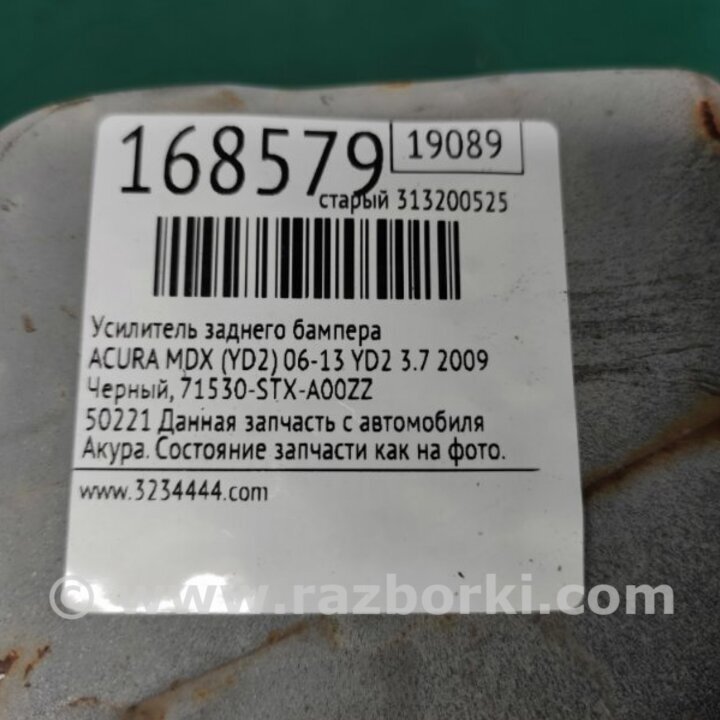 168579
19089
старый 313200525
Усилитель заднего бампера
ACURA MDX (YD2) 06-13 YD2 3.7 2009
Черный, 71530-STX-A00ZZ
50221 Данная запчасть с автомобиля
Акура. Состояние запчасти как на фото.
www.3234444.com
© www.razborki.com